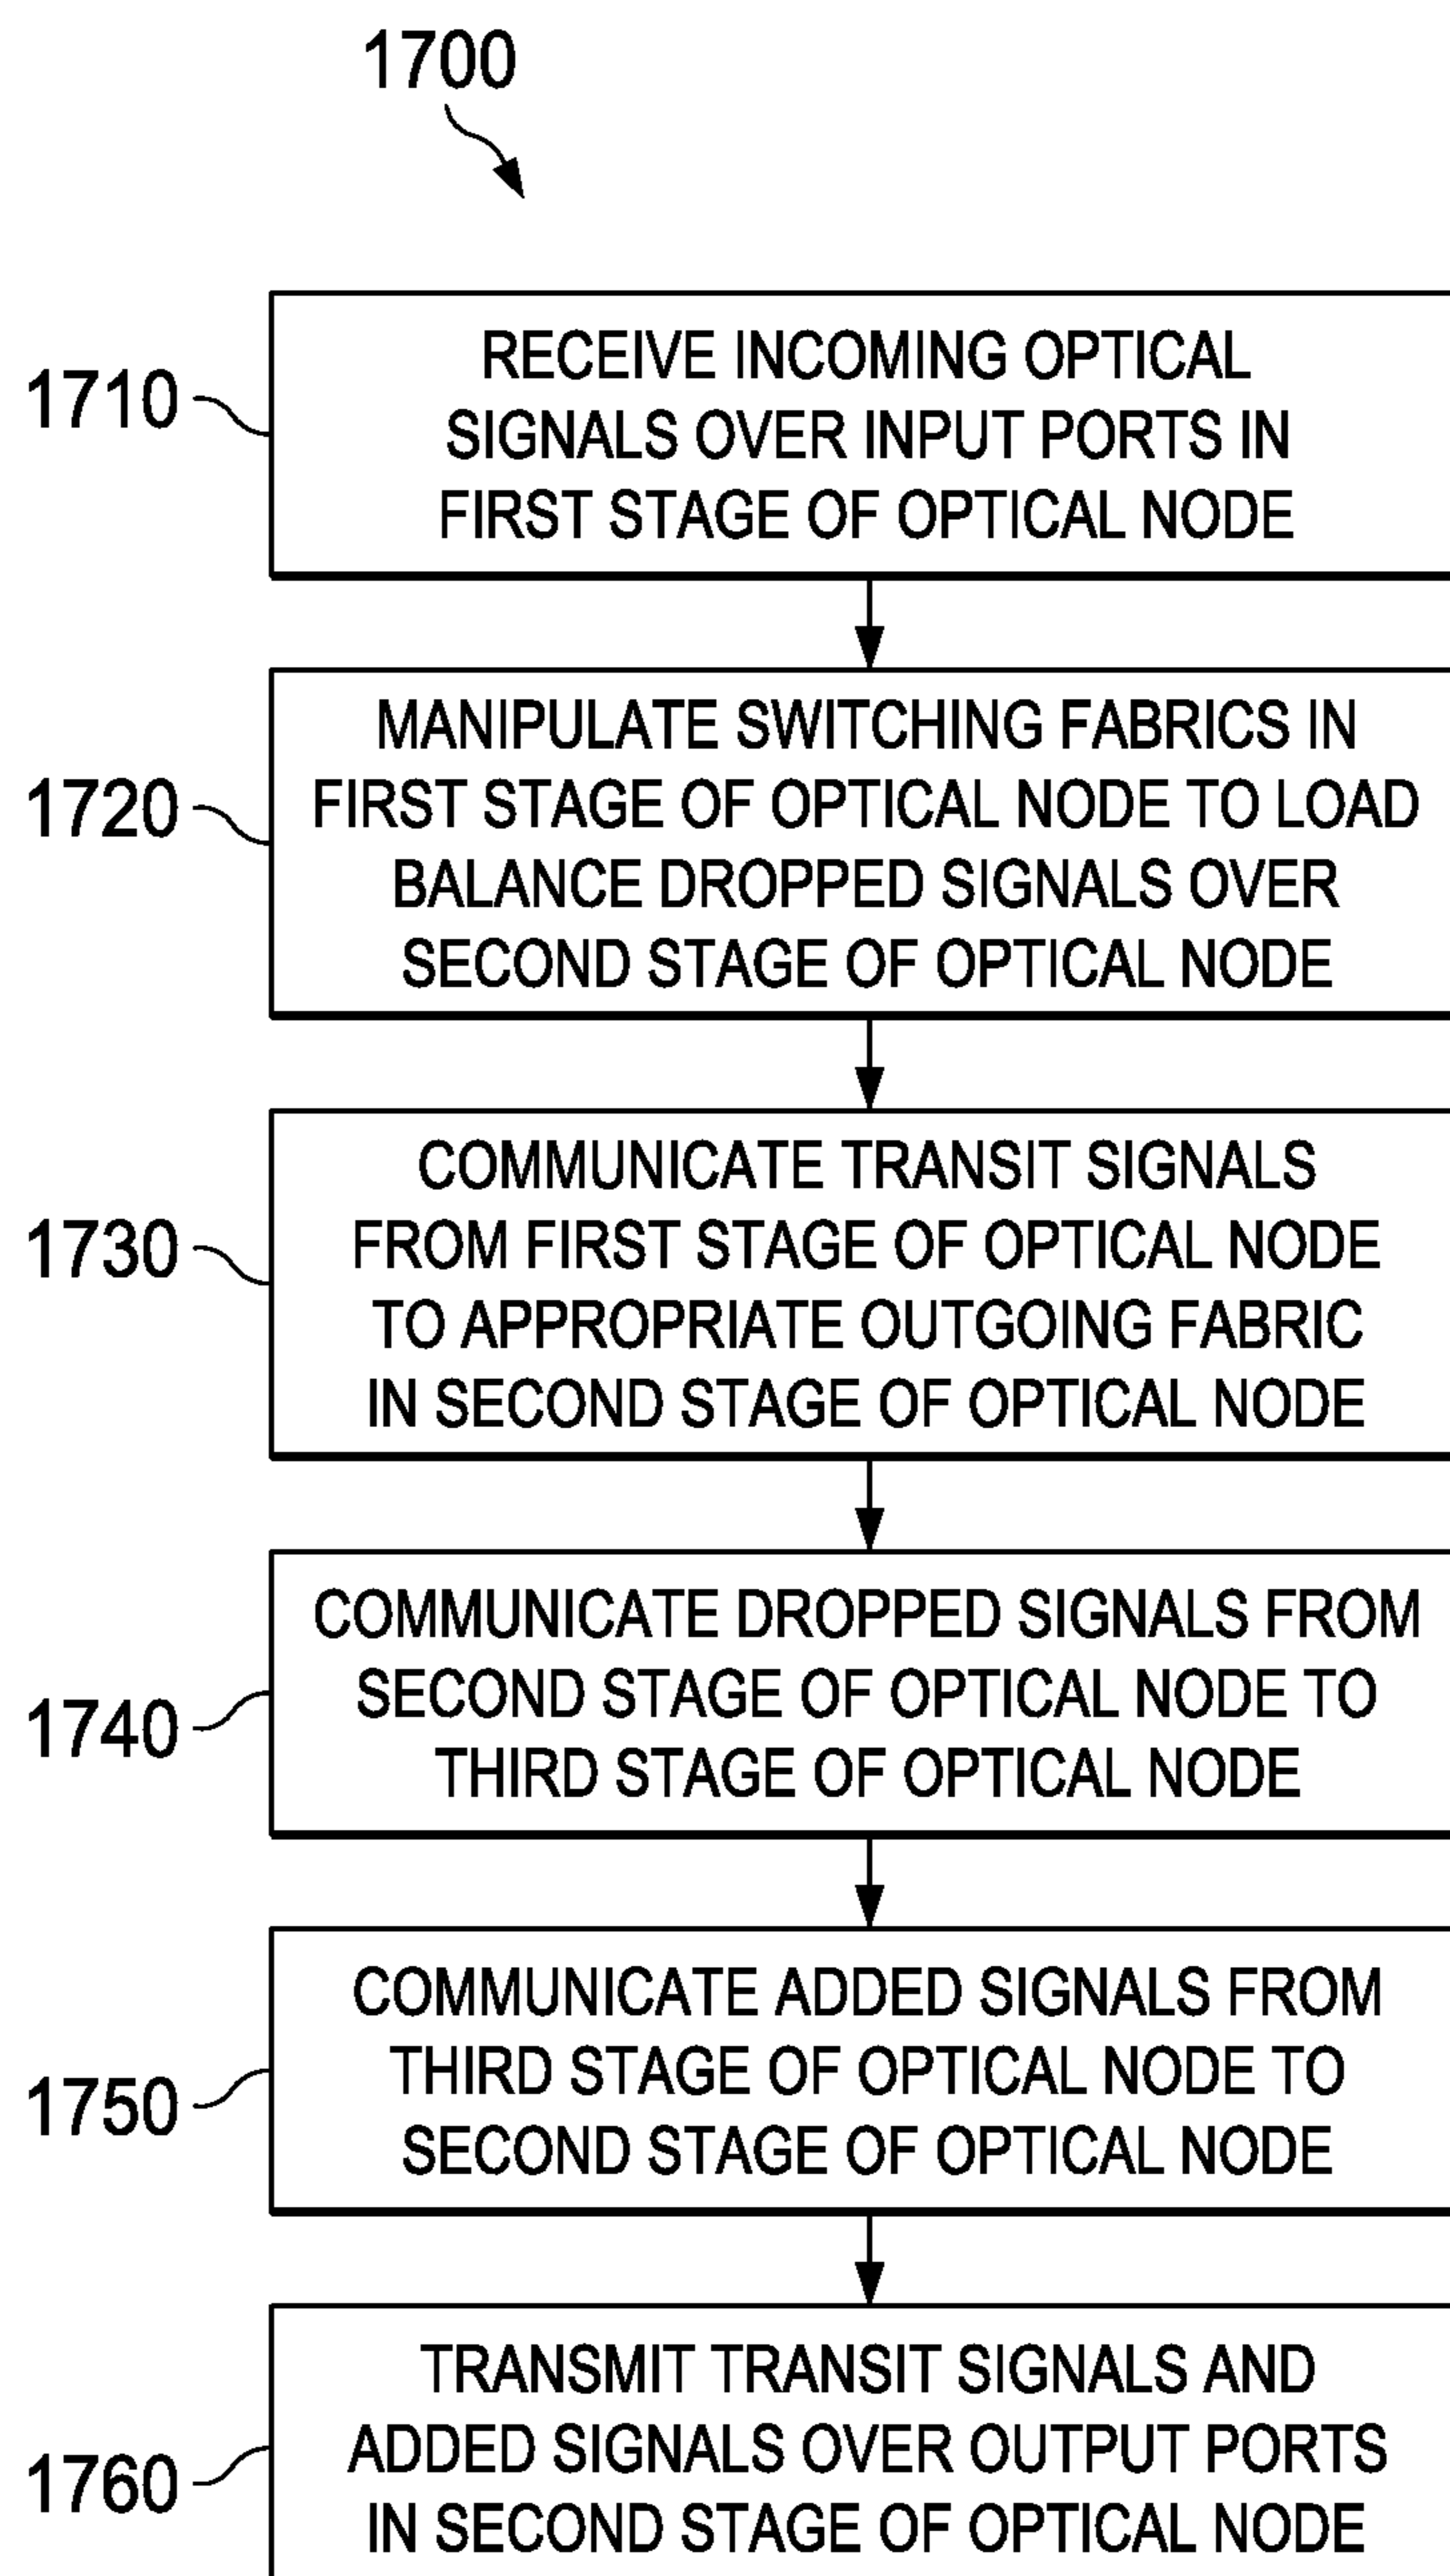 1700
1710
RECEIVE INCOMING OPTICAL
SIGNALS OVER INPUT PORTS IN
FIRST STAGE OF OPTICAL NODE
1720
MANIPULATE SWITCHING FABRICS IN
FIRST STAGE OF OPTICAL NODE TO LOAD
BALANCE DROPPED SIGNALS OVER
SECOND STAGE OF OPTICAL NODE
1730
COMMUNICATE TRANSIT SIGNALS
FROM FIRST STAGE OF OPTICAL NODE
TO APPROPRIATE OUTGOING FABRIC
IN SECOND STAGE OF OPTICAL NODE
1740
COMMUNICATE DROPPED SIGNALS FROM
SECOND STAGE OF OPTICAL NODE TO
THIRD STAGE OF OPTICAL NODE
1750
COMMUNICATE ADDED SIGNALS FROM
THIRD STAGE OF OPTICAL NODE TO
SECOND STAGE OF OPTICAL NODE
1760
TRANSMIT TRANSIT SIGNALS AND
ADDED SIGNALS OVER OUTPUT PORTS
IN SECOND STAGE OF OPTICAL NODE